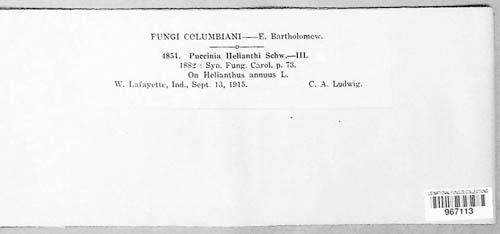 FUNGI COLUMBIANI—E. Bartholomew.
4851. Puccinia Helianthi Schw.—III.
1882 : Syn. Fung. Carol. p. 73.
On Helianthus annuus L.
W. Lafayette, Ind., Sept. 13, 1915. C. A. Ludwig.
US NATIONAL FUNGUS COLLECTIONS
967113